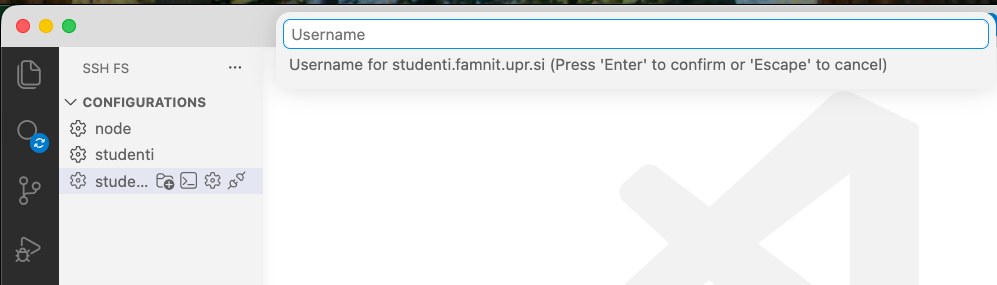 Username
Username for studenti.famnit.upr.si (Press 'Enter' to confirm or 'Escape' to cancel)
SSH FS
CONFIGURATIONS
node
studenti
stude...